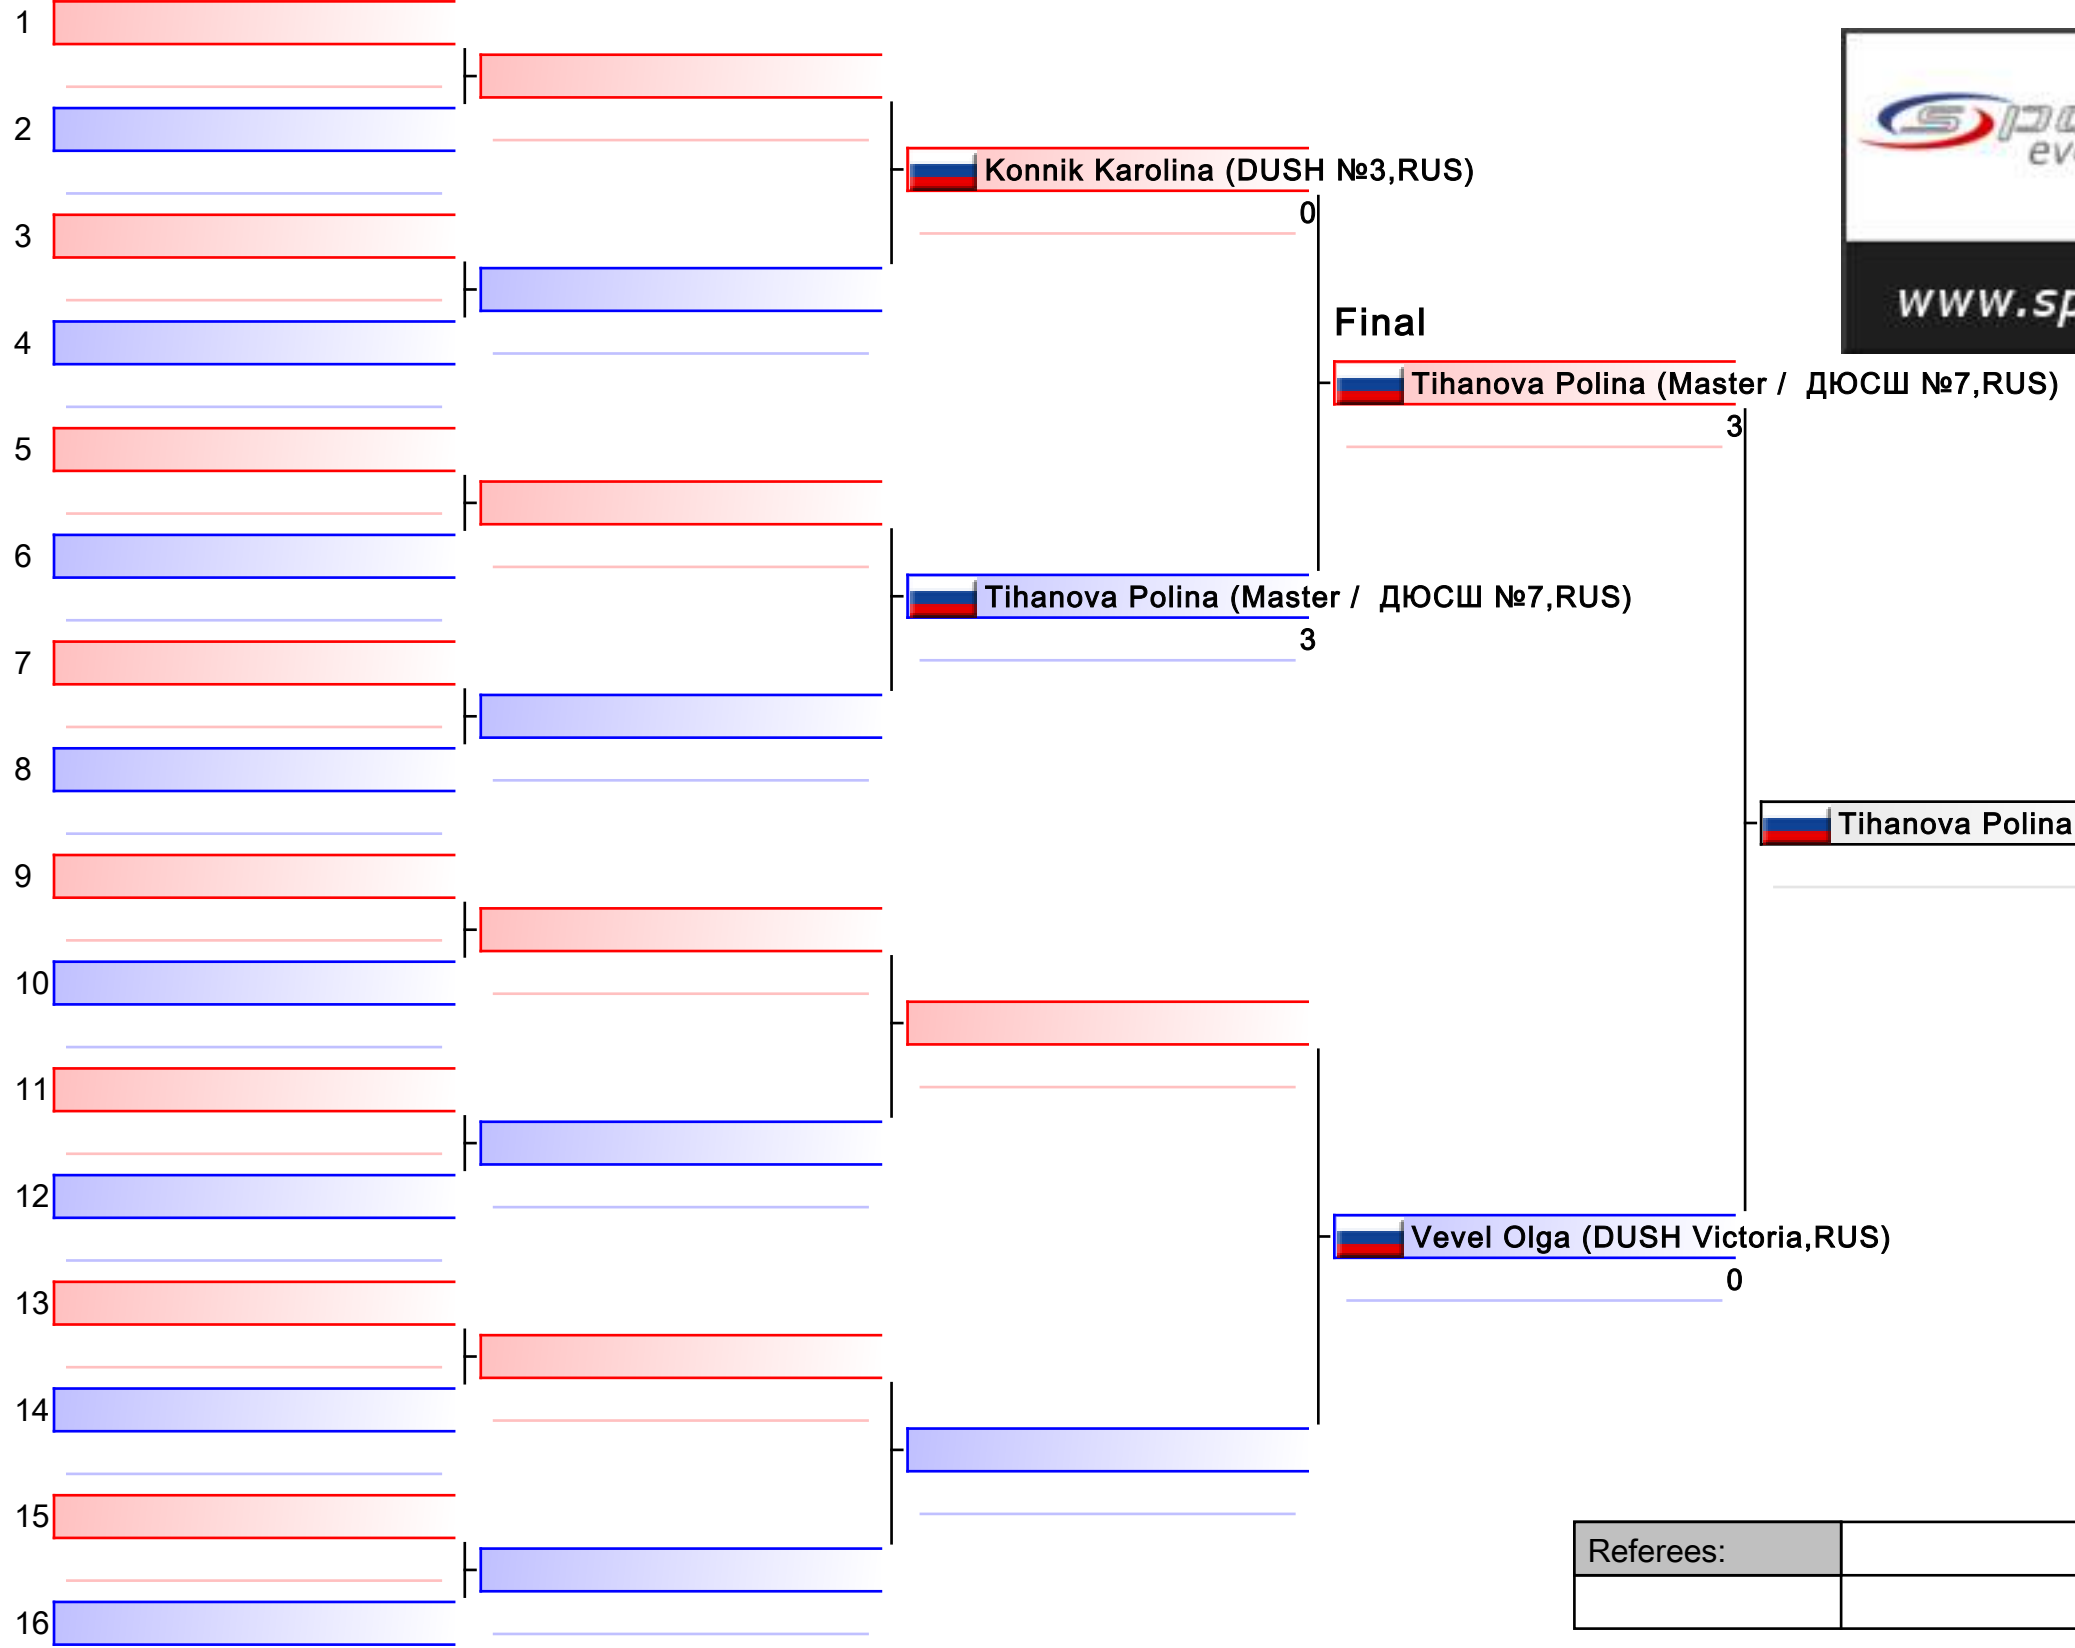 1
2
Konnik Karolina (DUSH №3,RUS)
0
3
www.sp
Final
4
Tihanova Polina (Master / ДЮСШ №7,RUS)
3
5
6
Tihanova Polina (Master / ДЮСШ №7,RUS)
3
7
8
Tihanova Polina
9
10
11
12
Vevel Olga (DUSH Victoria,RUS)
0
13
14
15
Referees:
16